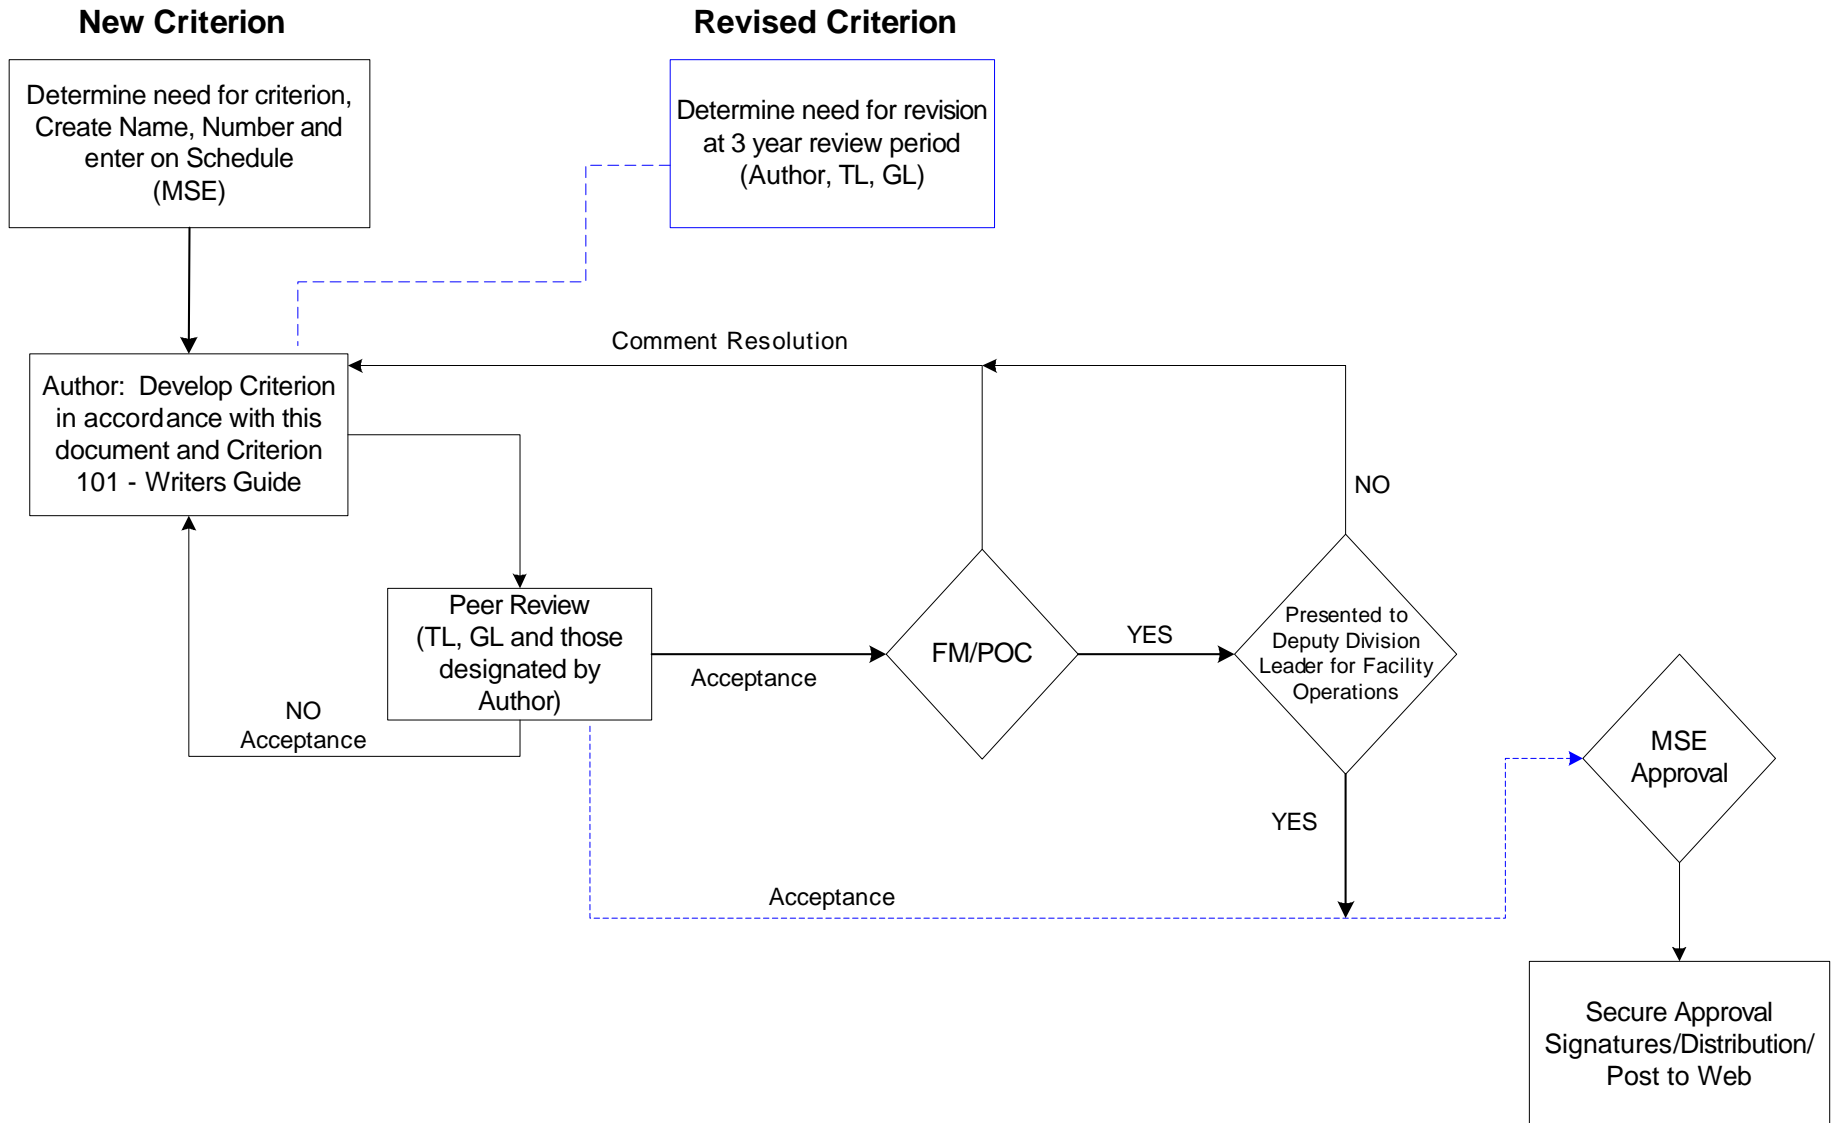 New Criterion
Revised Criterion
Determine need for criterion,
Create Name, Number and
enter on Schedule
(MSE)
Determine need for revision
at 3 year review period
(Author, TL, GL)
Comment Resolution
Author:  Develop Criterion
in accordance with this
document and Criterion
101 - Writers Guide
NO
Peer Review
(TL, GL and those
designated by
Author)
Acceptance
FM/POC
YES
Presented to
Deputy Division
Leader for Facility
Operations
NO
Acceptance
MSE
Approval
YES
Acceptance
Secure Approval
Signatures/Distribution/
Post to Web